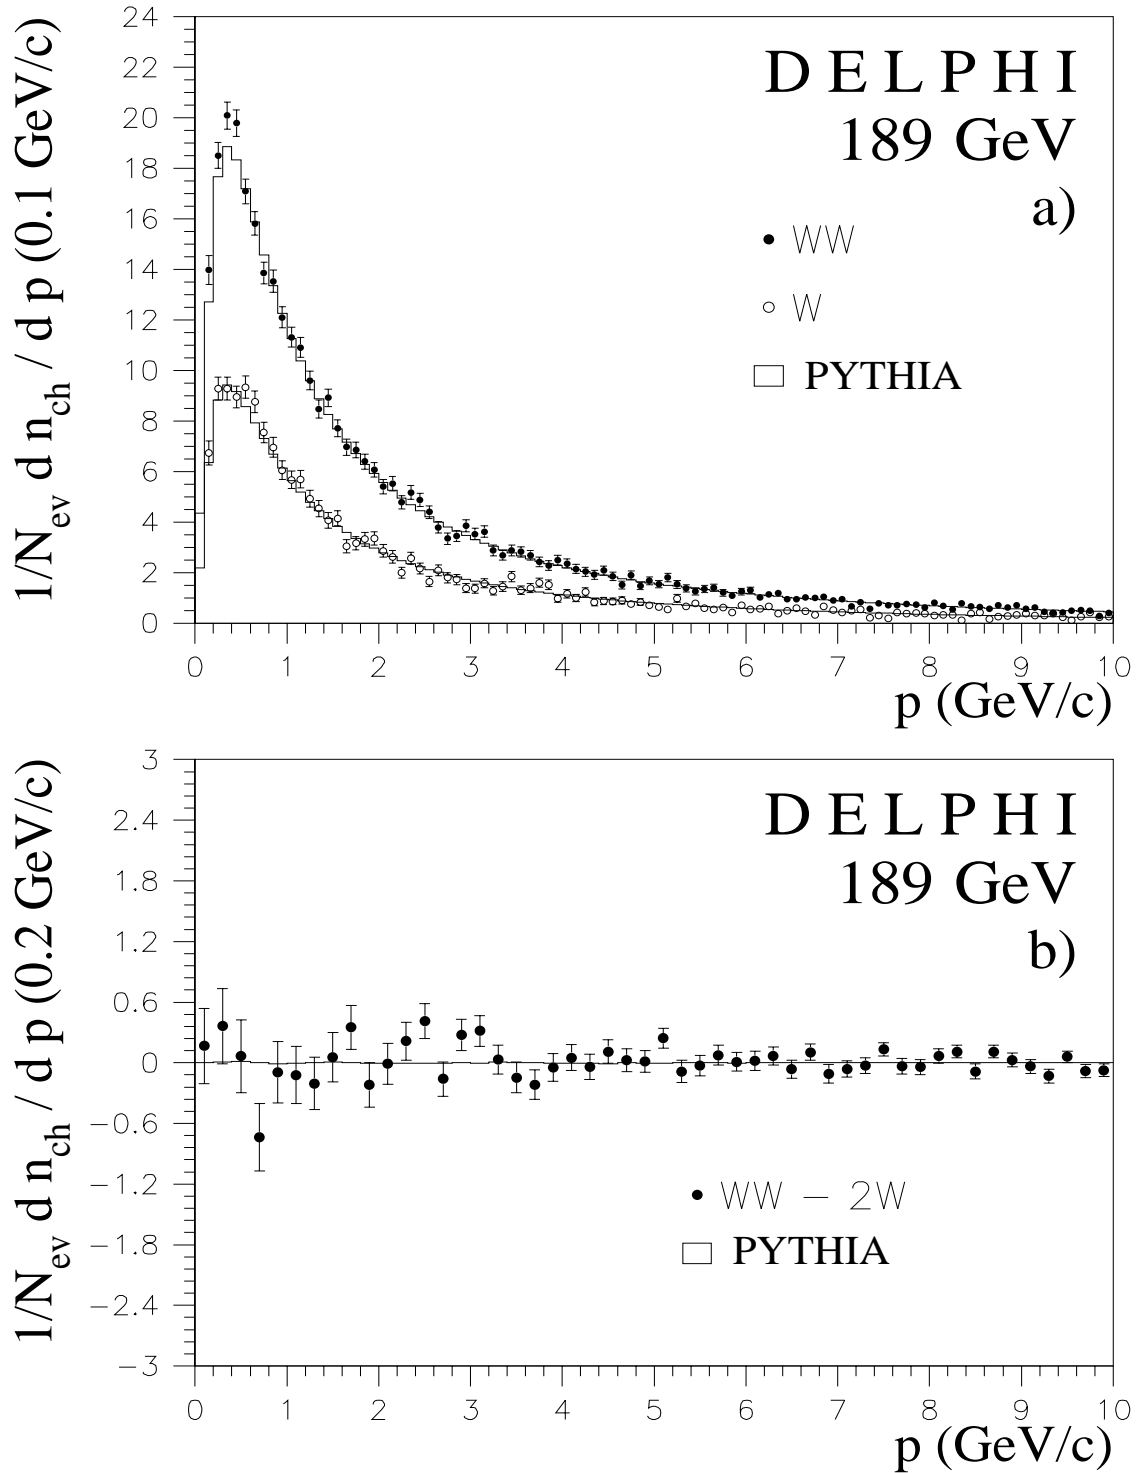 1/N_ev d n_ch / d p (0.1 GeV/c)
24
22
20
18
16
14
12
10
8
6
4
2
0
D E L P H I
189 GeV
a)
WW
W
PYTHIA
0 1 2 3 4 5 6 7 8 9 10
p (GeV/c)
1/N_ev d n_ch / d p (0.2 GeV/c)
3
2.4
1.8
1.2
0.6
0
−0.6
−1.2
−1.8
−2.4
−3
D E L P H I
189 GeV
b)
WW − 2W
PYTHIA
0 1 2 3 4 5 6 7 8 9 10
p (GeV/c)